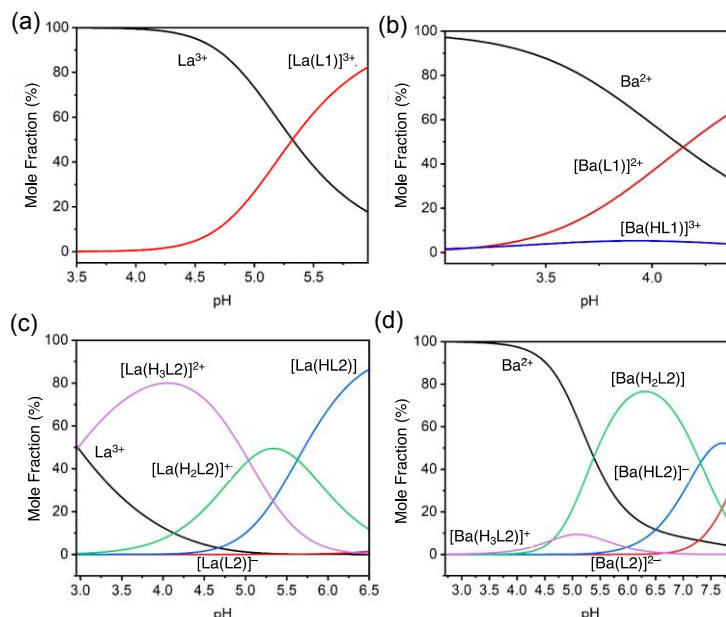 (a)
100
80
60
40
20
0
Mole Fraction (%)
La³⁺
[La(L1)]³⁺
3.5 4.0 4.5 5.0 5.5
pH
(b)
100
80
60
40
20
0
Mole Fraction (%)
Ba²⁺
[Ba(L1)]²⁺
[Ba(HL1)]³⁺
3.5 4.0
pH
(c)
100
80
60
40
20
0
Mole Fraction (%)
[La(H₃L2)]²⁺
[La(HL2)]
La³⁺
[La(H₂L2)]⁺
[La(L2)]⁻
3.0 3.5 4.0 4.5 5.0 5.5 6.0 6.5
pH
(d)
100
80
60
40
20
0
Mole Fraction (%)
Ba²⁺
[Ba(H₂L2)]
[Ba(HL2)]⁻
[Ba(H₃L2)]⁺
[Ba(L2)]²⁻
3.0 3.5 4.0 4.5 5.0 5.5 6.0 6.5 7.0 7.5
pH